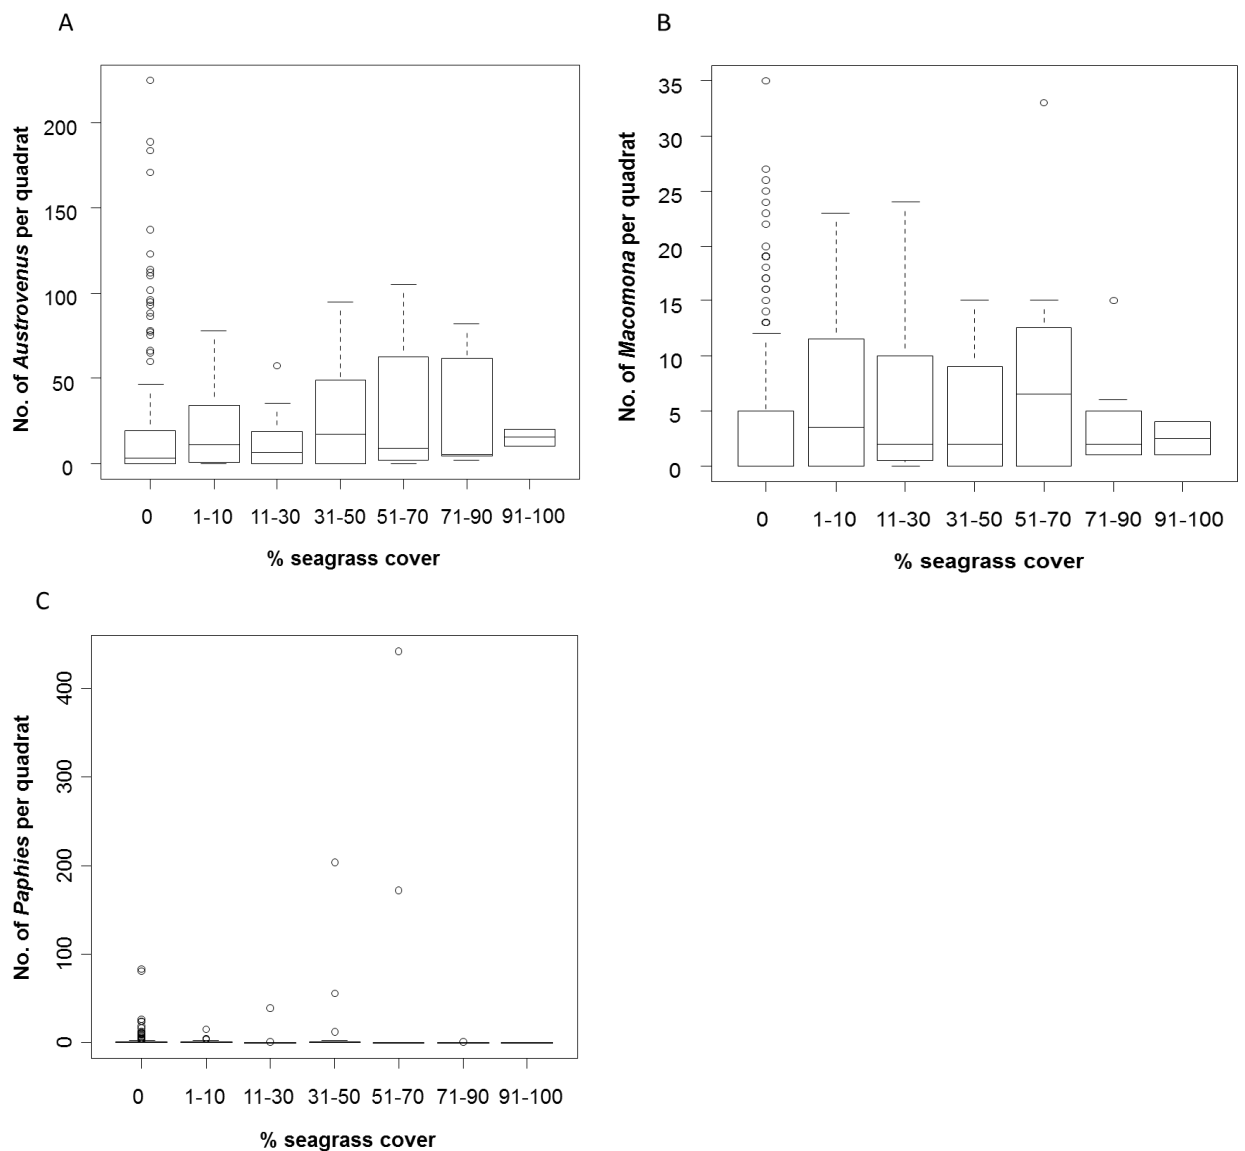 A
No. of Austrovenus per quadrat
200
150
100
50
0
0 1-10 11-30 31-50 51-70 71-90 91-100
% seagrass cover
B
No. of Macomona per quadrat
35
30
25
20
15
10
5
0
0 1-10 11-30 31-50 51-70 71-90 91-100
% seagrass cover
C
No. of Paphies per quadrat
400
300
200
100
0
0 1-10 11-30 31-50 51-70 71-90 91-100
% seagrass cover